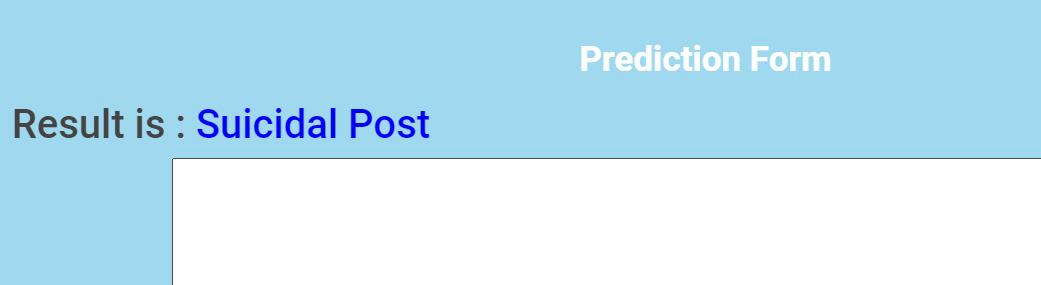 Prediction Form
Result is : Suicidal Post